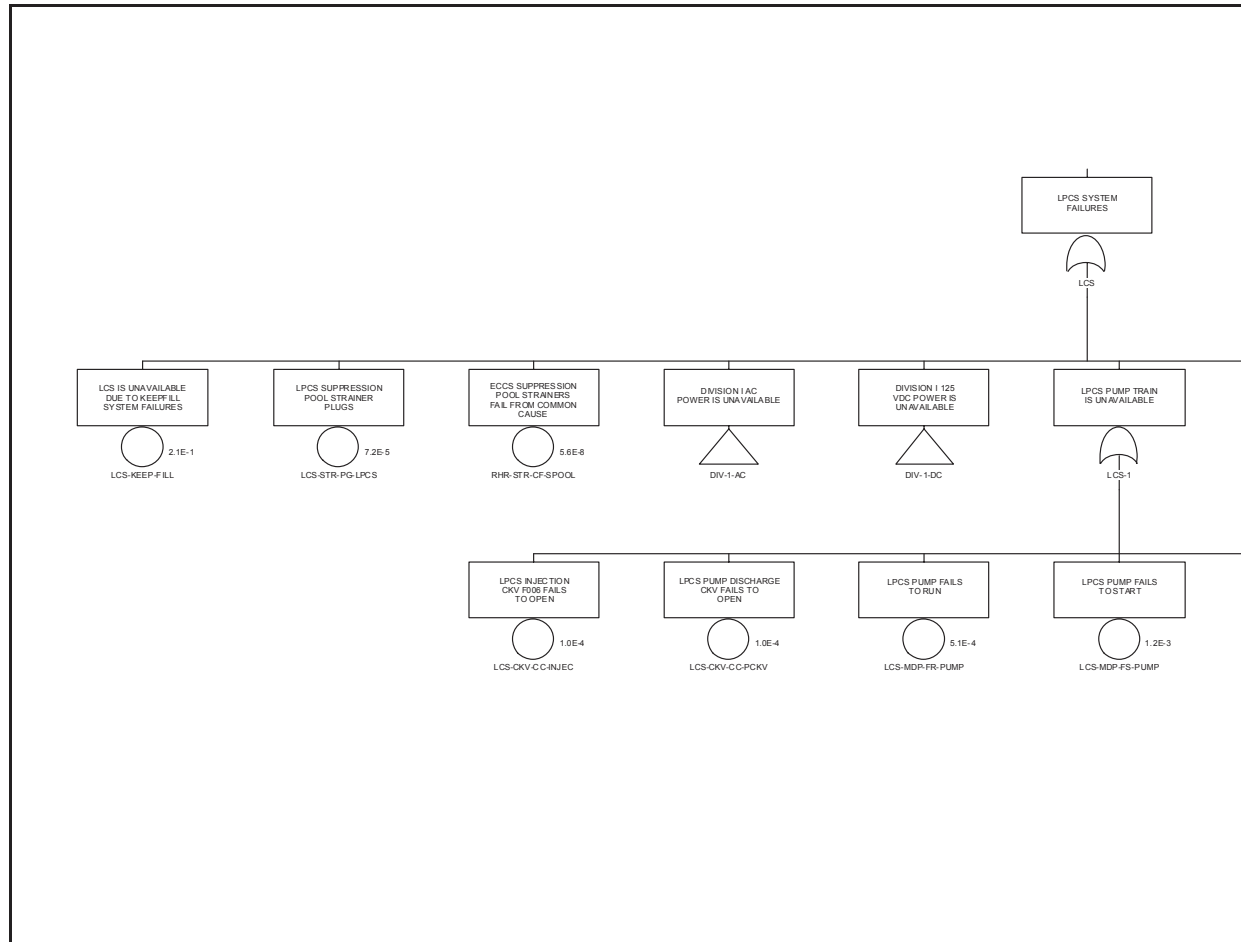 LPCS SYSTEM
FAILURES
LCS
LCS IS UNAVAILABLE
DUE TO KEEPFILL
SYSTEM FAILURES
2.1E-1
LCS-KEEP-FILL
LPCS SUPPRESSION
POOL STRAINER
PLUGS
7.2E-5
LCS-STR-PG-LPCS
ECCS SUPPRESSION
POOL STRAINERS
FAIL FROM COMMON
CAUSE
5.6E-8
RHR-STR-CF-SPOOL
DIVISION I AC
POWER IS UNAVAILABLE
DIV-1-AC
DIVISION I 125
VDC POWER IS
UNAVAILABLE
DIV-1-DC
LPCS PUMP TRAIN
IS UNAVAILABLE
LCS-1
LPCS INJECTION
CKV F006 FAILS
TO OPEN
1.0E-4
LCS-CKV-CC-INJEC
LPCS PUMP DISCHARGE
CKV FAILS TO
OPEN
1.0E-4
LCS-CKV-CC-PCKV
LPCS PUMP FAILS
TO RUN
5.1E-4
LCS-MDP-FR-PUMP
LPCS PUMP FAILS
TO START
1.2E-3
LCS-MDP-FS-PUMP